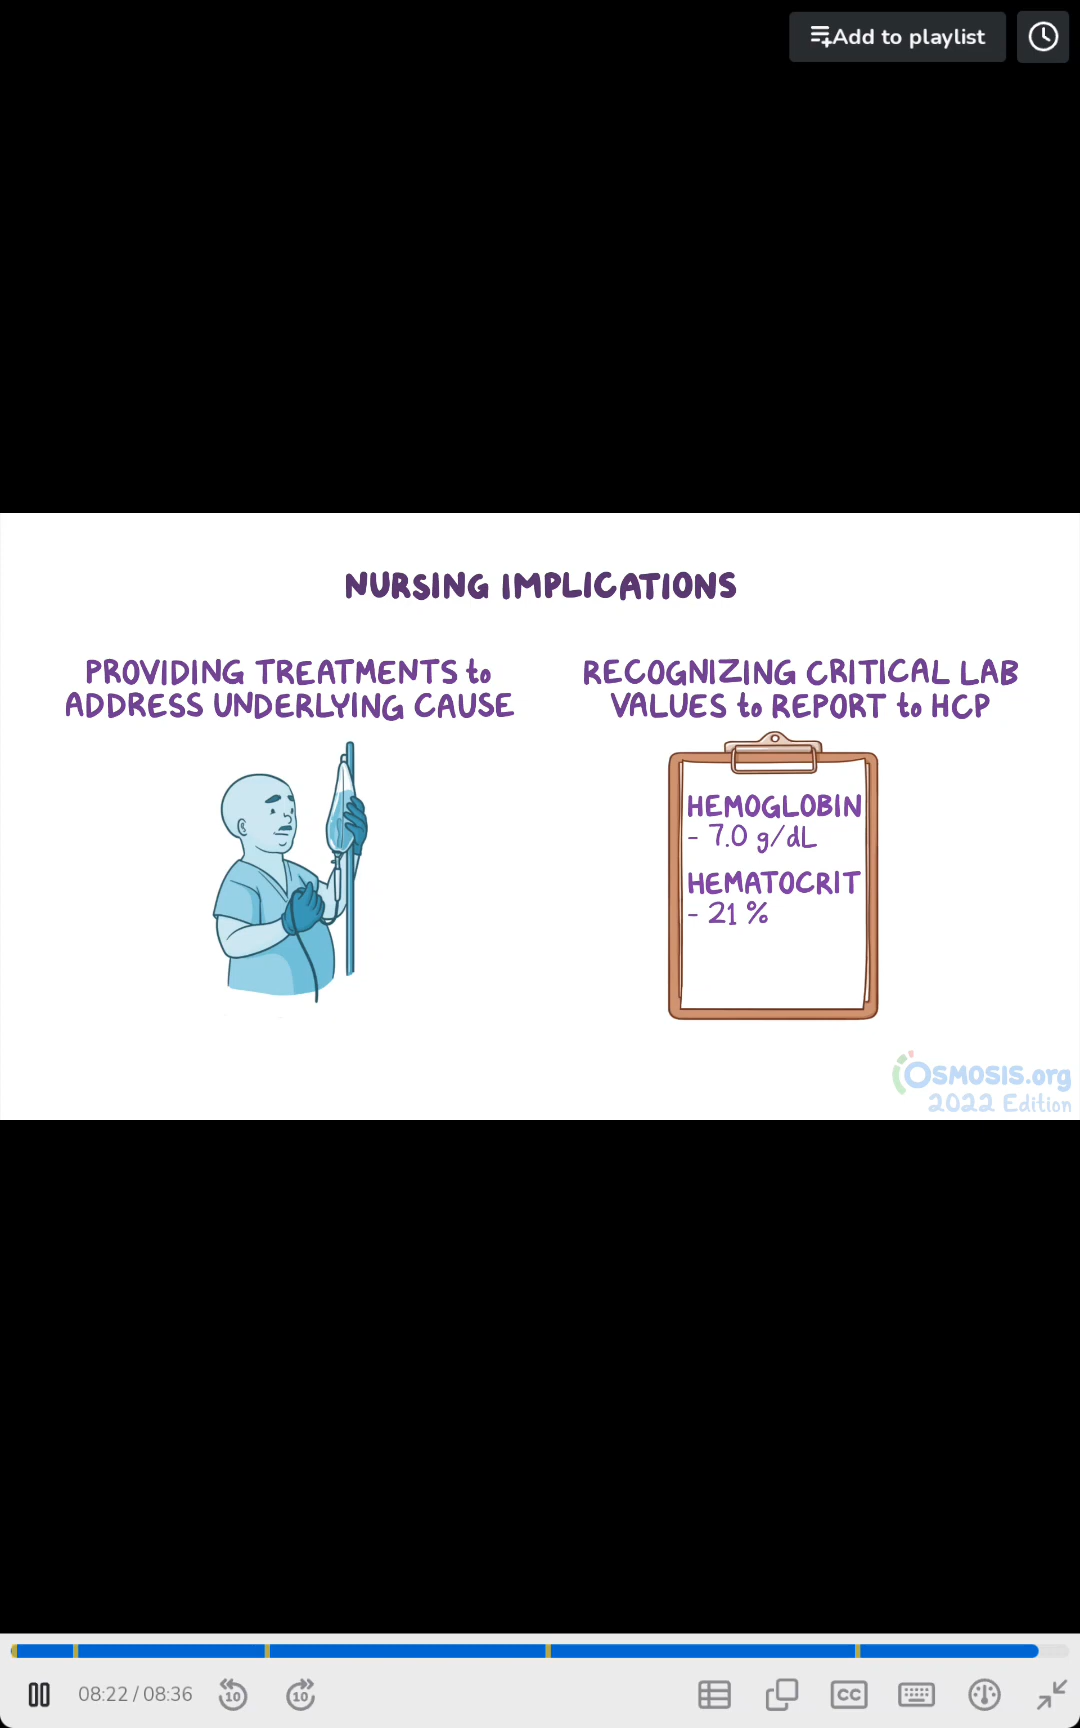 Add to playlist
NURSING IMPLICATIONS
PROVIDING TREATMENTS to
ADDRESS UNDERLYING CAUSE
RECOGNIZING CRITICAL LAB
VALUES to REPORT to HCP
HEMOGLOBIN
- 7.0 g/dL
HEMATOCRIT
- 21 %
OSMOSIS.org
2022 Edition
08:22 / 08:36
10
10
CC